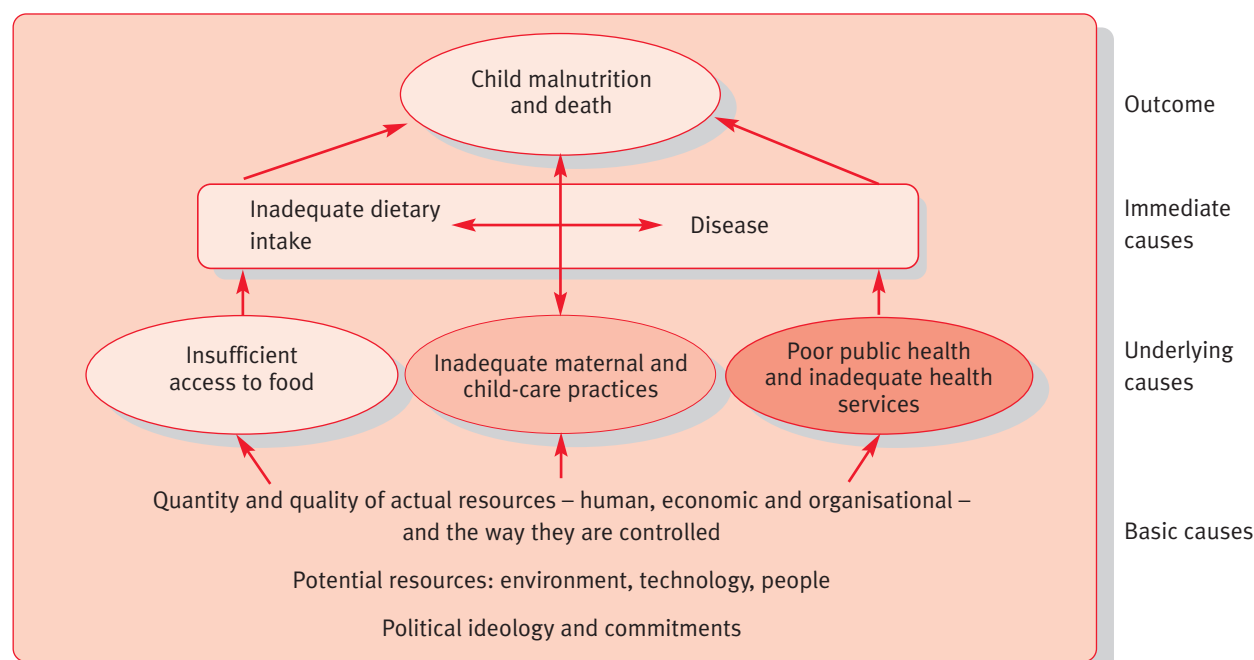 Child malnutrition
and death
Outcome
Inadequate dietary
intake
Disease
Immediate
causes
Insufficient
access to food
Inadequate maternal and
child-care practices
Poor public health
and inadequate health
services
Underlying
causes
Quantity and quality of actual resources – human, economic and organisational –
and the way they are controlled
Potential resources: environment, technology, people
Political ideology and commitments
Basic causes